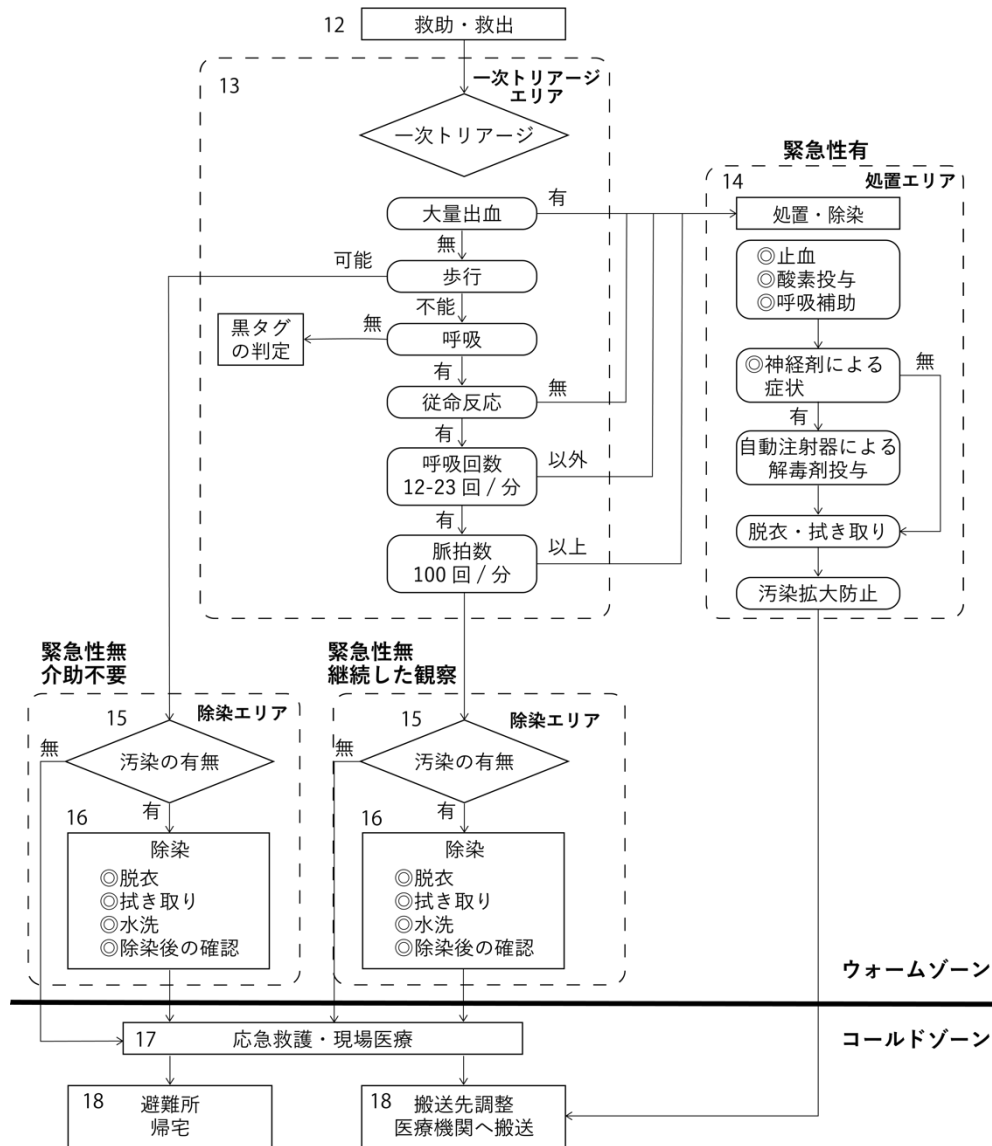 12
救助・救出
13
一次トリアージ
エリア
一次トリアージ
緊急性有
14
処置エリア
大量出血
有
処置・除染
無
可能
歩行
◎止血
◎酸素投与
◎呼吸補助
不能
黒タグ
の判定
無
呼吸
有
従命反応
無
◎神経剤による
症状
無
有
有
呼吸回数
12-23 回 / 分
以外
自動注射器による
解毒剤投与
有
脈拍数
100 回 / 分
以上
脱衣・拭き取り
汚染拡大防止
緊急性無
介助不要
緊急性無
継続した観察
15
除染エリア
無
汚染の有無
有
16
除染
◎脱衣
◎拭き取り
◎水洗
◎除染後の確認
15
除染エリア
無
汚染の有無
有
16
除染
◎脱衣
◎拭き取り
◎水洗
◎除染後の確認
ウォームゾーン
コールドゾーン
17
応急救護・現場医療
18
避難所
帰宅
18
搬送先調整
医療機関へ搬送